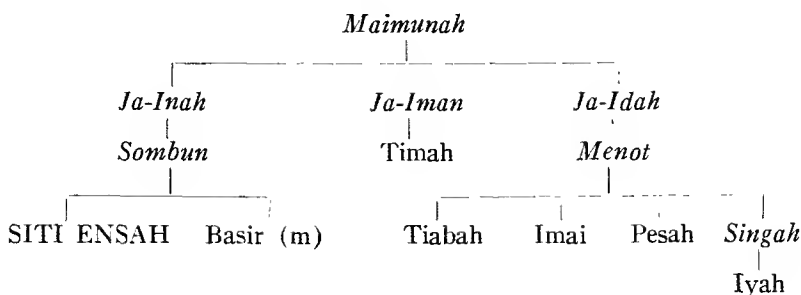 Maimunah
Ja-Inah Ja-Iman Ja-Idah
Sombun Timah Menot
SITI ENSAH Basir (m) Tiabah Imai Pesah Singah
Iyah